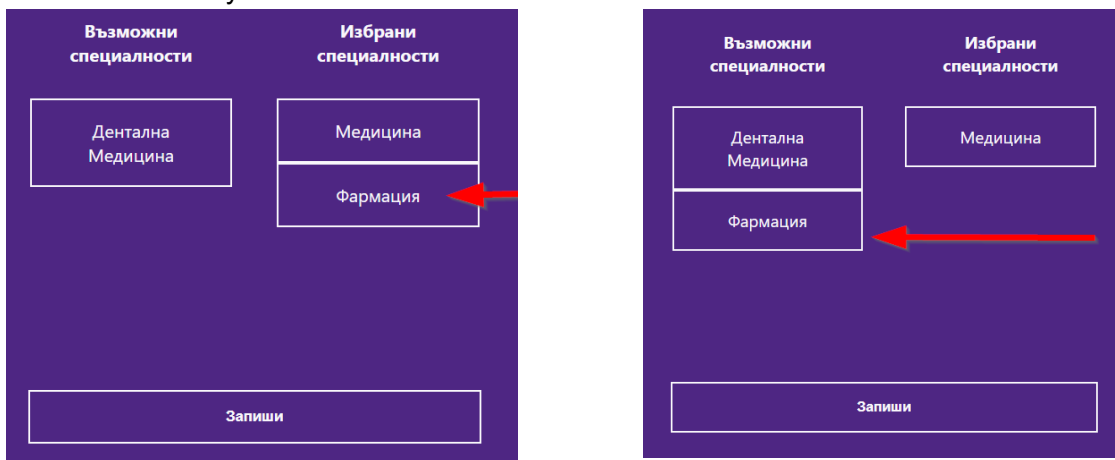 Възможни
специалности
Избрани
специалности
Дентална
Медицина
Медицина
Фармация
Запиши
Възможни
специалности
Избрани
специалности
Дентална
Медицина
Фармация
Медицина
Запиши